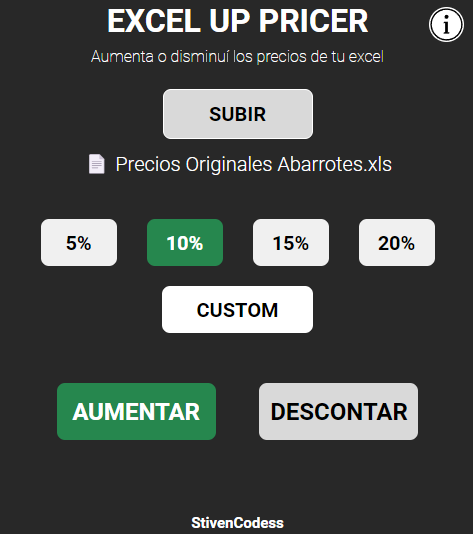 EXCEL UP PRICER
i
Aumenta o disminuí los precios de tu excel
SUBIR
Precios Originales Abarrotes.xls
5% 10% 15% 20%
CUSTOM
AUMENTAR DESCONTAR
StivenCodess